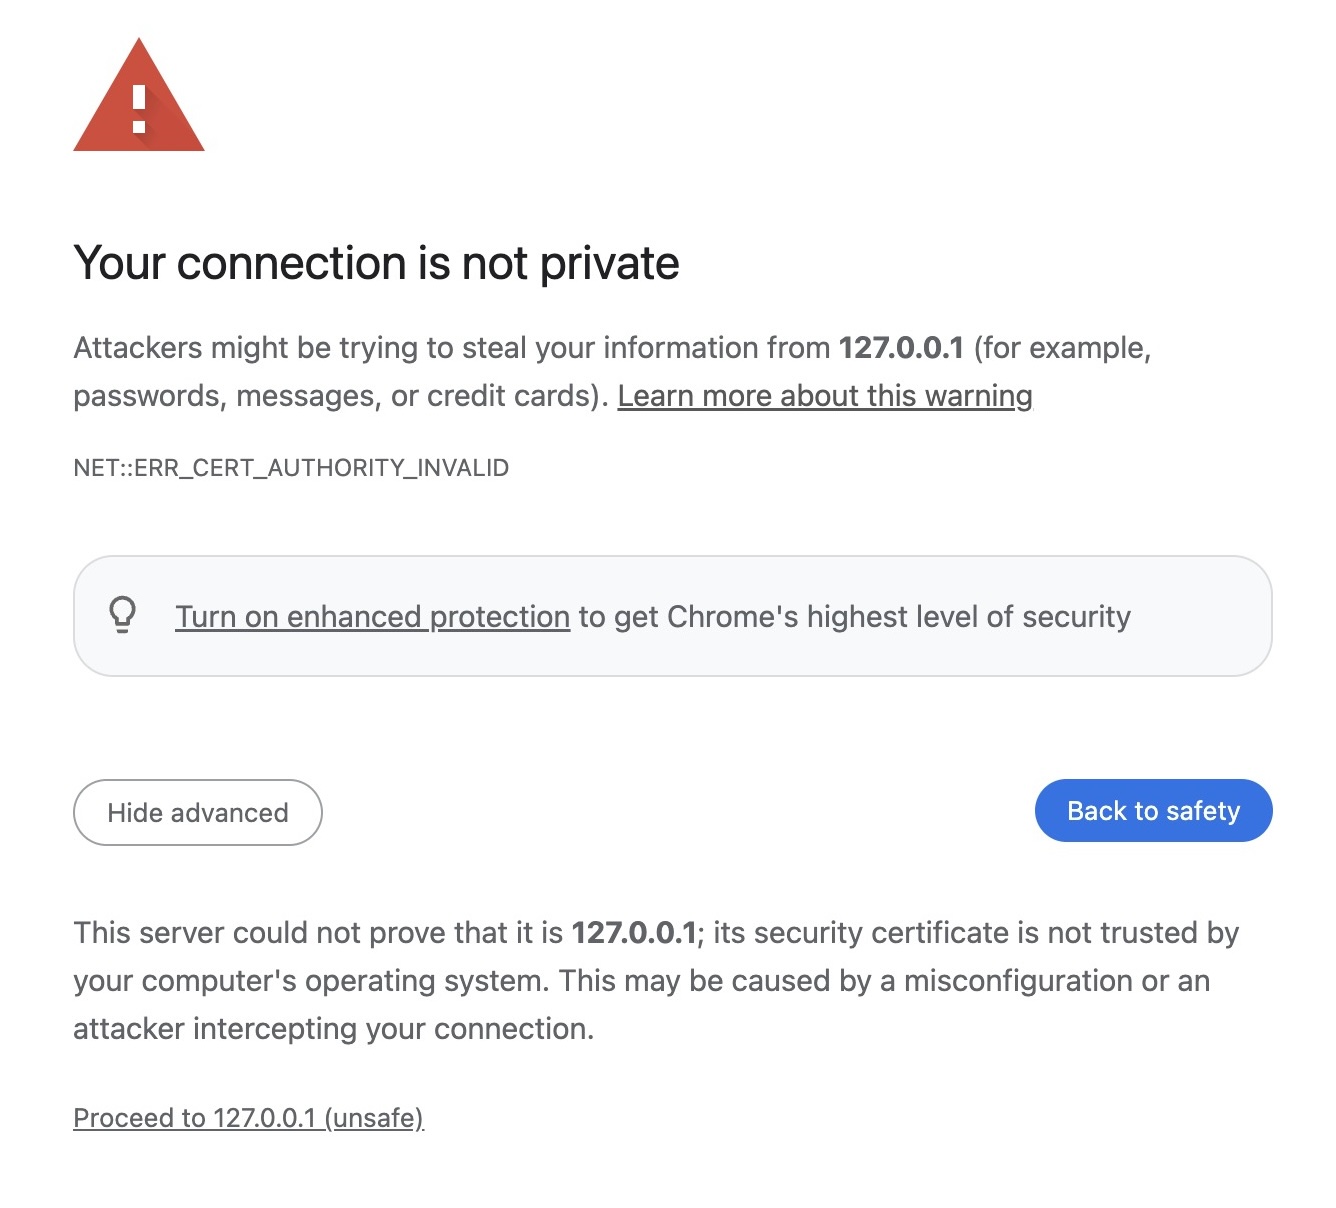 Your connection is not private
Attackers might be trying to steal your information from 127.0.0.1 (for example,
passwords, messages, or credit cards). Learn more about this warning
NET::ERR_CERT_AUTHORITY_INVALID
Turn on enhanced protection to get Chrome's highest level of security
Hide advanced
Back to safety
This server could not prove that it is 127.0.0.1; its security certificate is not trusted by
your computer's operating system. This may be caused by a misconfiguration or an
attacker intercepting your connection.
Proceed to 127.0.0.1 (unsafe)